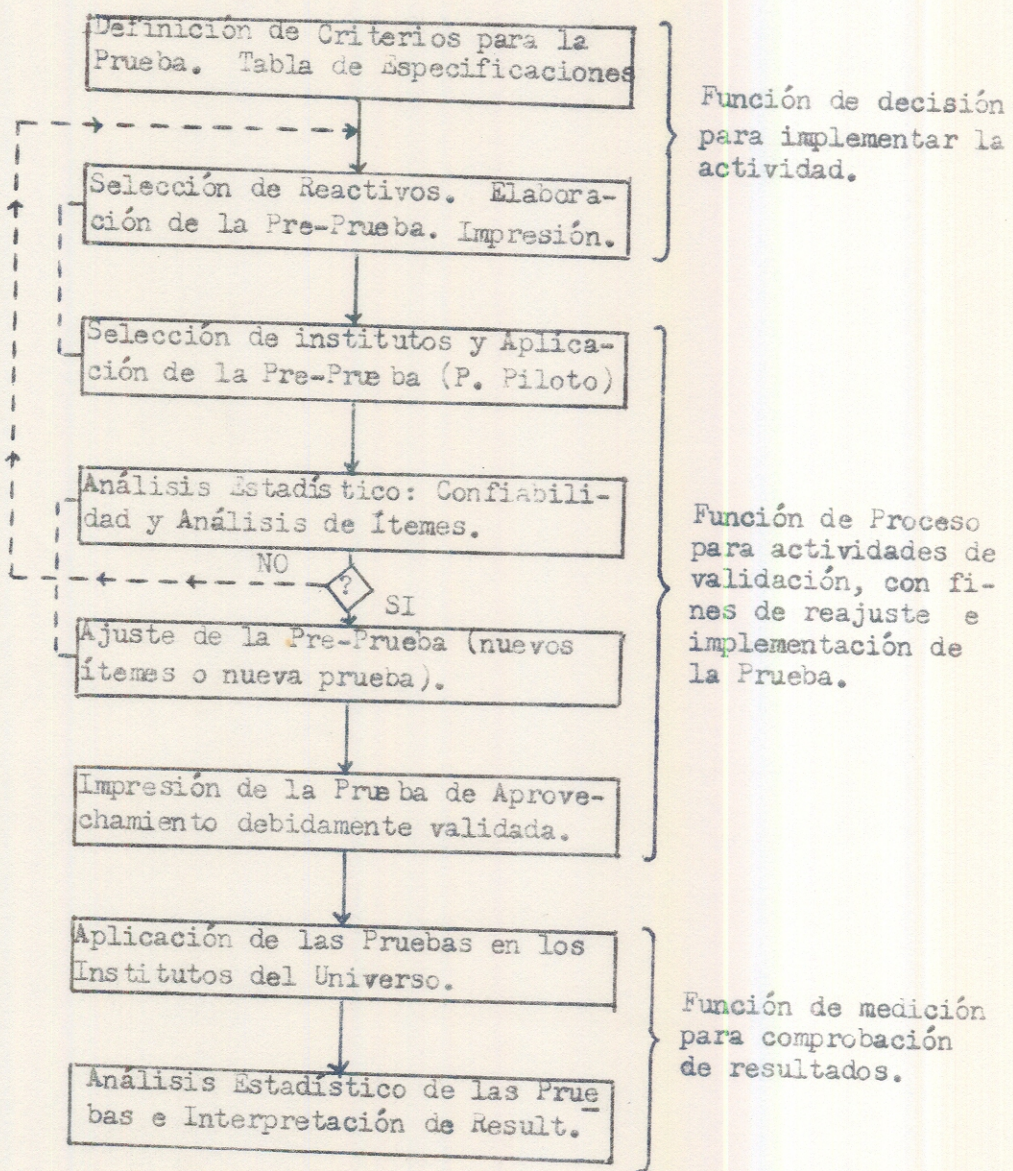 Definición de Criterios para la
Prueba. Tabla de Especificaciones
Función de decisión
para implementar la
actividad.
Selección de Reactivos. Elabora-
ción de la Pre-Prueba. Impresión.
Selección de institutos y Aplica-
ción de la Pre-Prueba (P. Piloto)
Análisis Estadístico: Confiabili-
dad y Análisis de Ítemes.
NO
?
SI
Ajuste de la Pre-Prueba (nuevos
ítemes o nueva prueba).
Impresión de la Prueba de Aprove-
chamiento debidamente validada.
Función de Proceso
para actividades de
validación, con fi-
nes de reajuste e
implementación de
la Prueba.
Aplicación de las Pruebas en los
Institutos del Universo.
Análisis Estadístico de las Prue
bas e Interpretación de Result.
Función de medición
para comprobación
de resultados.